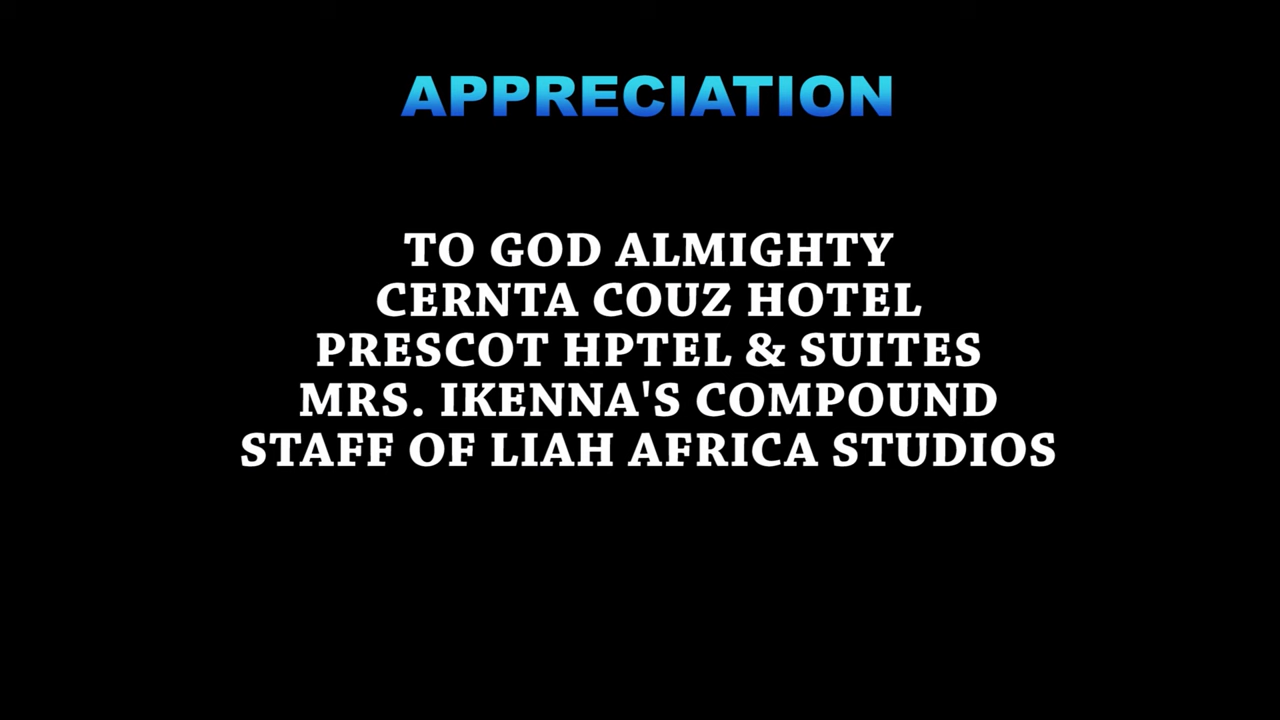 APPRECIATION
TO GOD ALMIGHTY
CERNTA COUZ HOTEL
PRESCOT HPTEL & SUITES
MRS. IKENNA'S COMPOUND
STAFF OF LIAH AFRICA STUDIOS